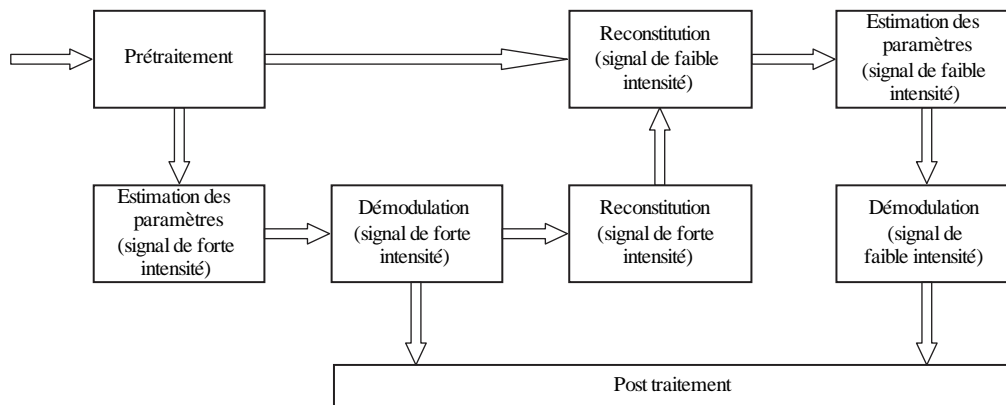 Prétraitement
Reconstitution
(signal de faible
intensité)
Estimation des
paramètres
(signal de faible
intensité)
Estimation des
paramètres
(signal de forte
intensité)
Démodulation
(signal de forte
intensité)
Reconstitution
(signal de forte
intensité)
Démodulation
(signal de
faible intensité)
Post traitement